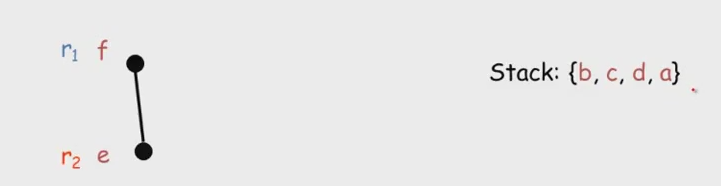 r₁ f
Stack: {b, c, d, a}
r₂ e